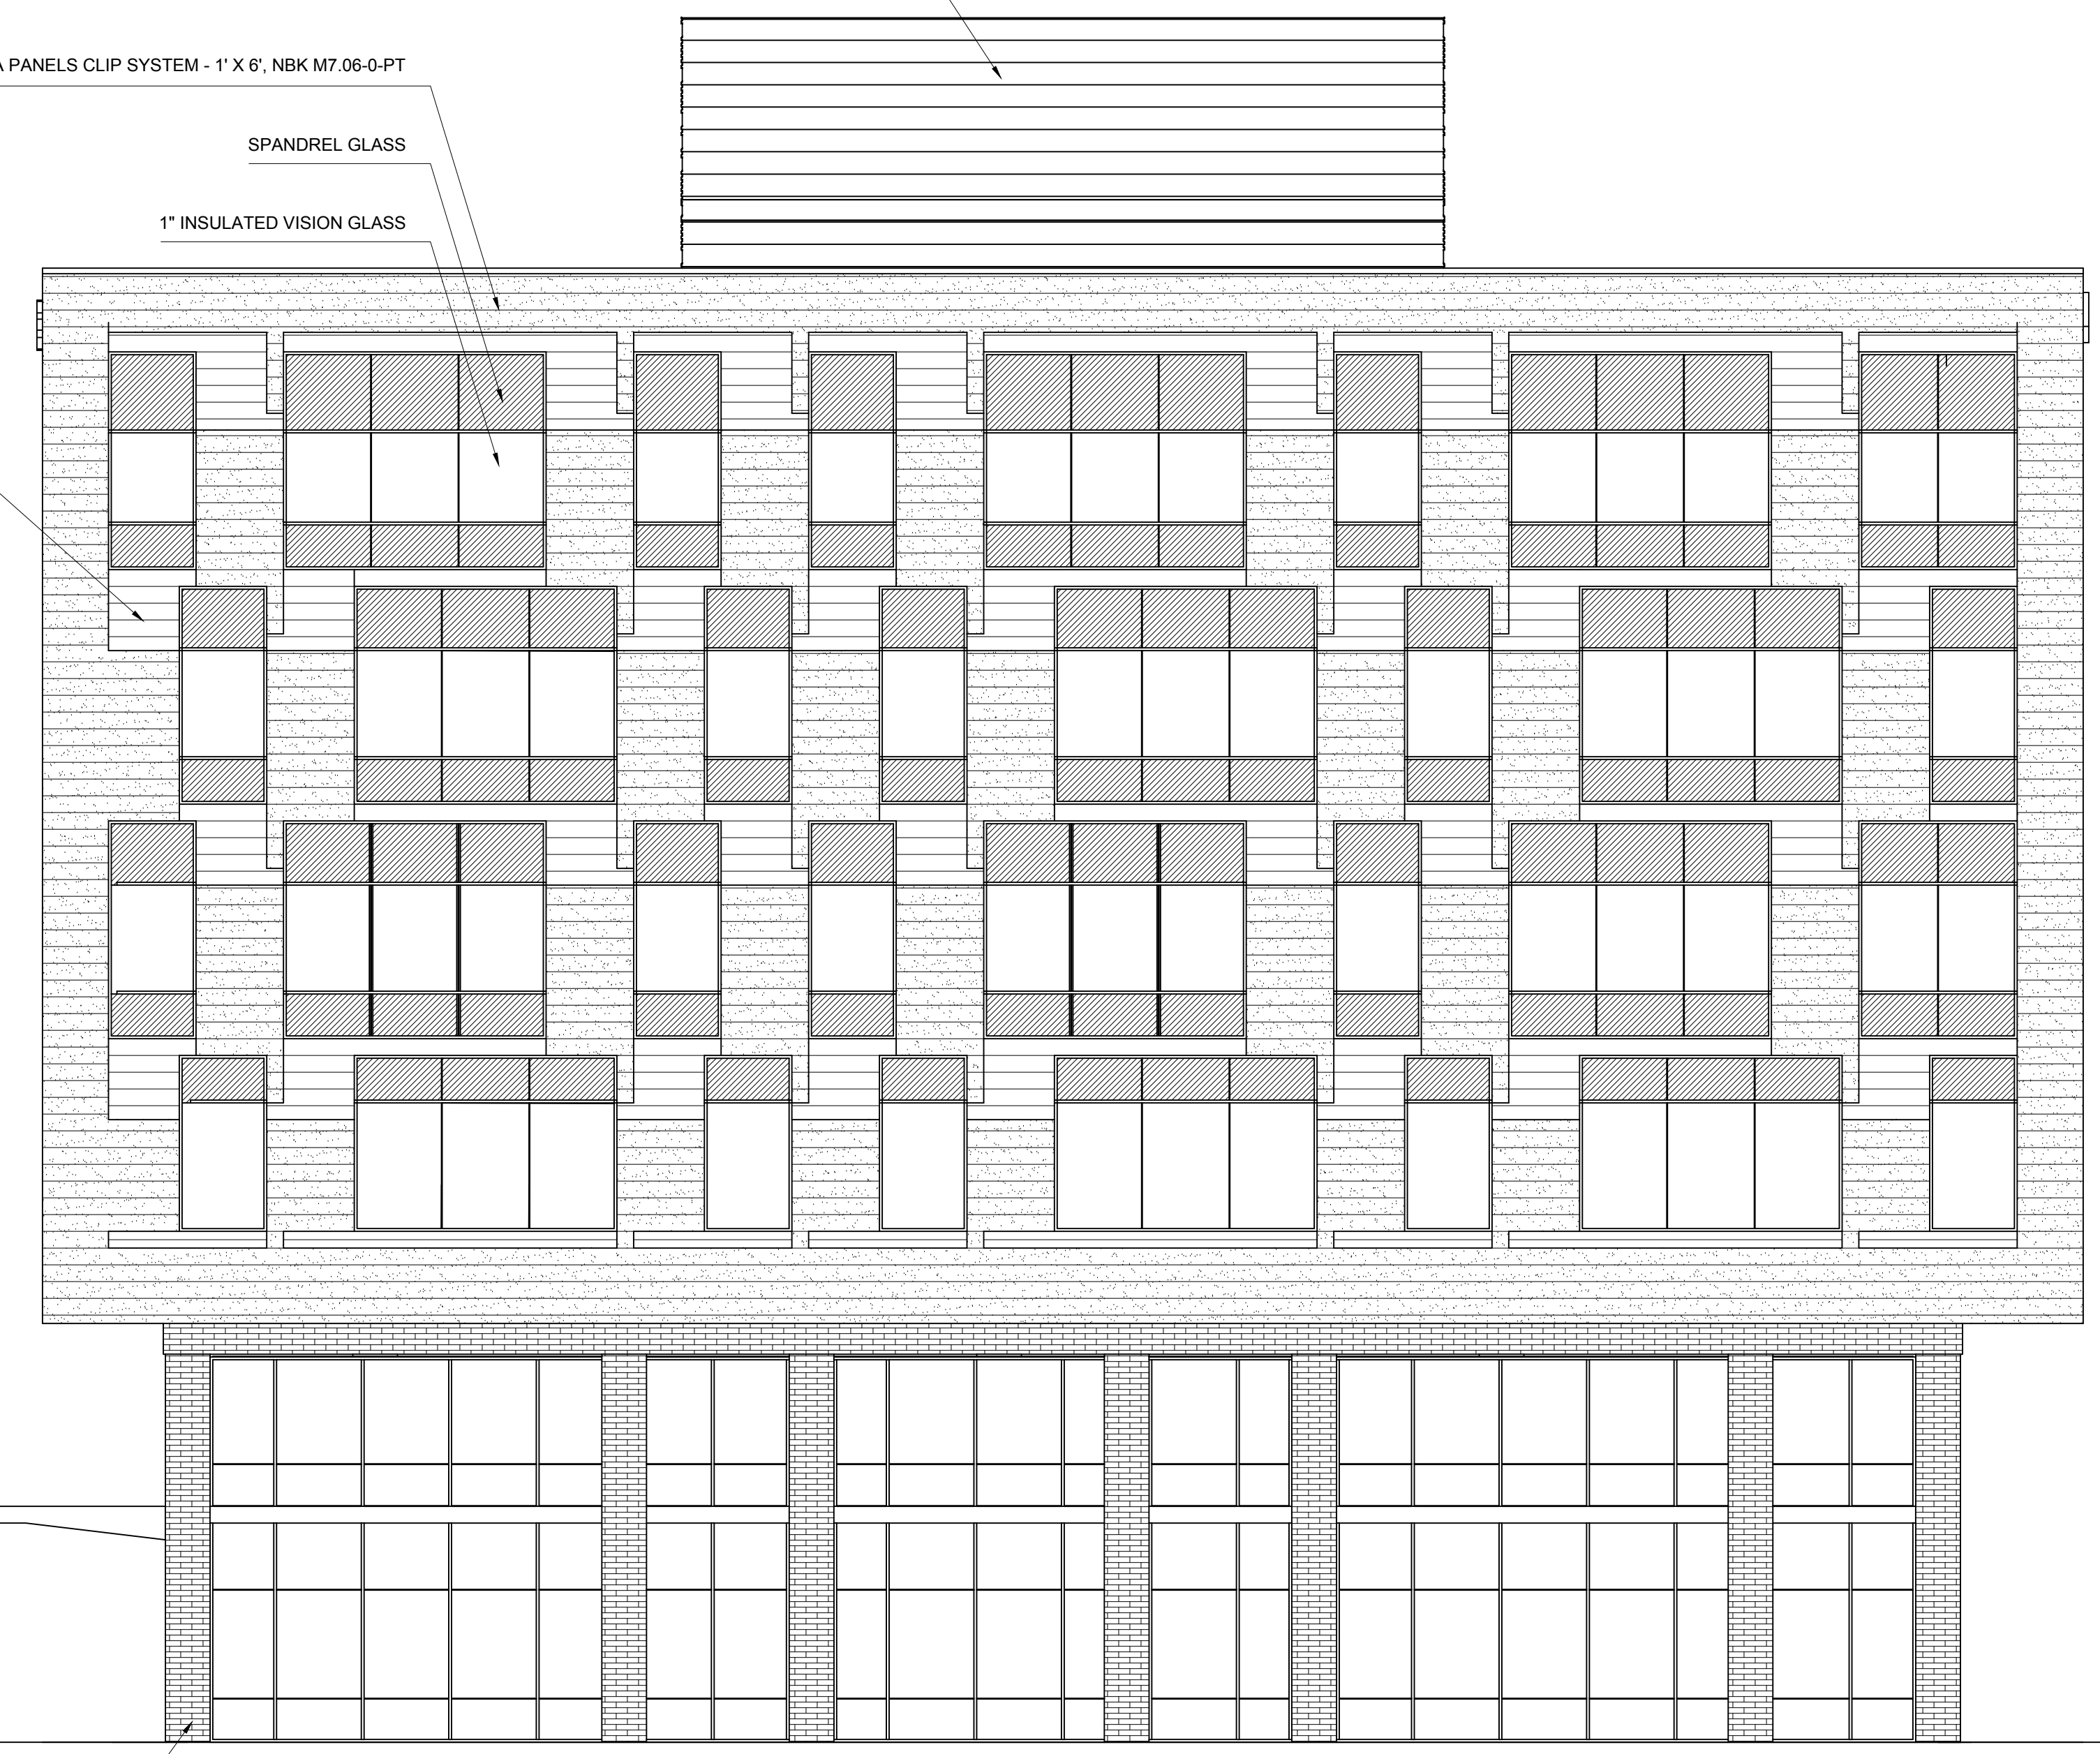 A PANELS CLIP SYSTEM - 1' X 6', NBK M7.06-0-PT
SPANDREL GLASS
1" INSULATED VISION GLASS